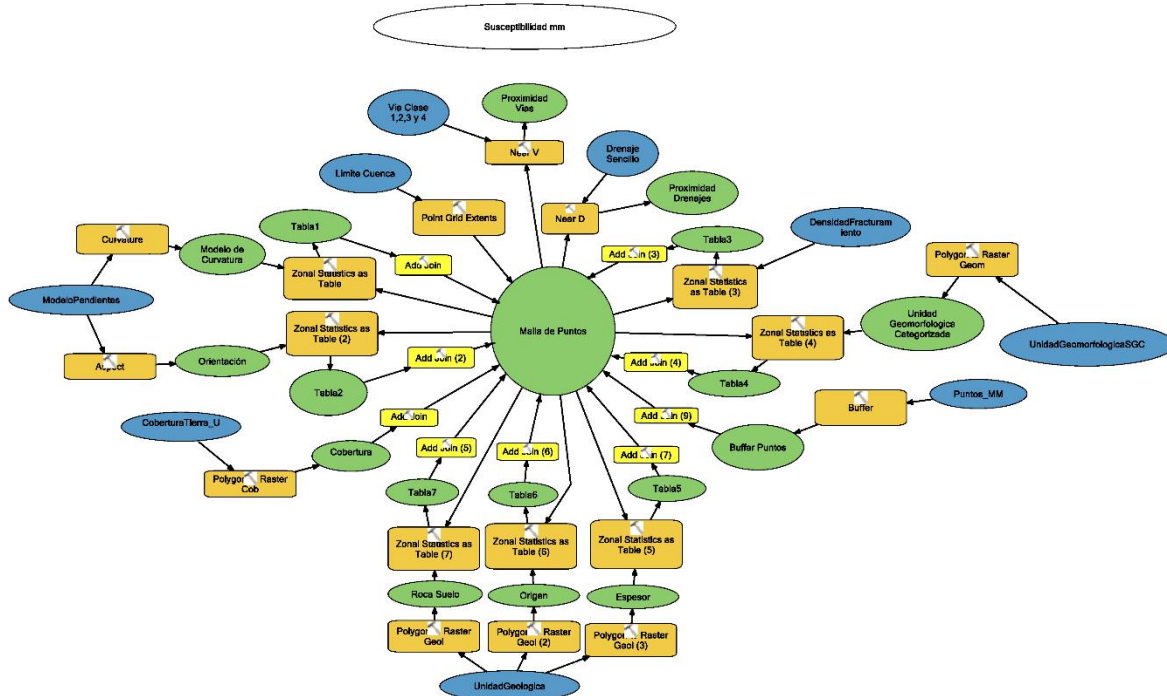 Susceptibilidad mm
Via Clase
1,2,3 y 4
Proximidad
Vias
Near V
Drenaje
Sencillo
Limite Cuenca
Proximidad
Drenajes
Point Grid Extents
Near D
Curvature
Tabla1
Modelo de
Curvatura
Add Join
Zonal Statistics as
Table
Add Join (3)
Tabla3
DensidadFracturam
iento
Zonal Statistics
as Table (3)
Polygon Raster
Geom
ModeloPendientes
Zonal Statistics as
Table (2)
Malla de Puntos
Zonal Statistics as
Table (4)
Unidad
Geomorfologica
Categorizada
UnidadGeomorfologicaSGC
Aspect
Orientación
Add Join (2)
Tabla2
Add Join (4)
Tabla4
Buffer
Puntos_MM
CoberturaTierra_U
Add Join
Add Join (9)
Buffer Puntos
Cobertura
Add Join (5)
Add Join (6)
Add Join (7)
Polygon Raster
Cob
Tabla7
Tabla6
Tabla5
Zonal Statistics as
Table (7)
Zonal Statistics as
Table (6)
Zonal Statistics as
Table (5)
Roca Suelo
Origen
Espesor
Polygon Raster
Geol
Polygon Raster
Geol (2)
Polygon Raster
Geol (3)
UnidadGeologica